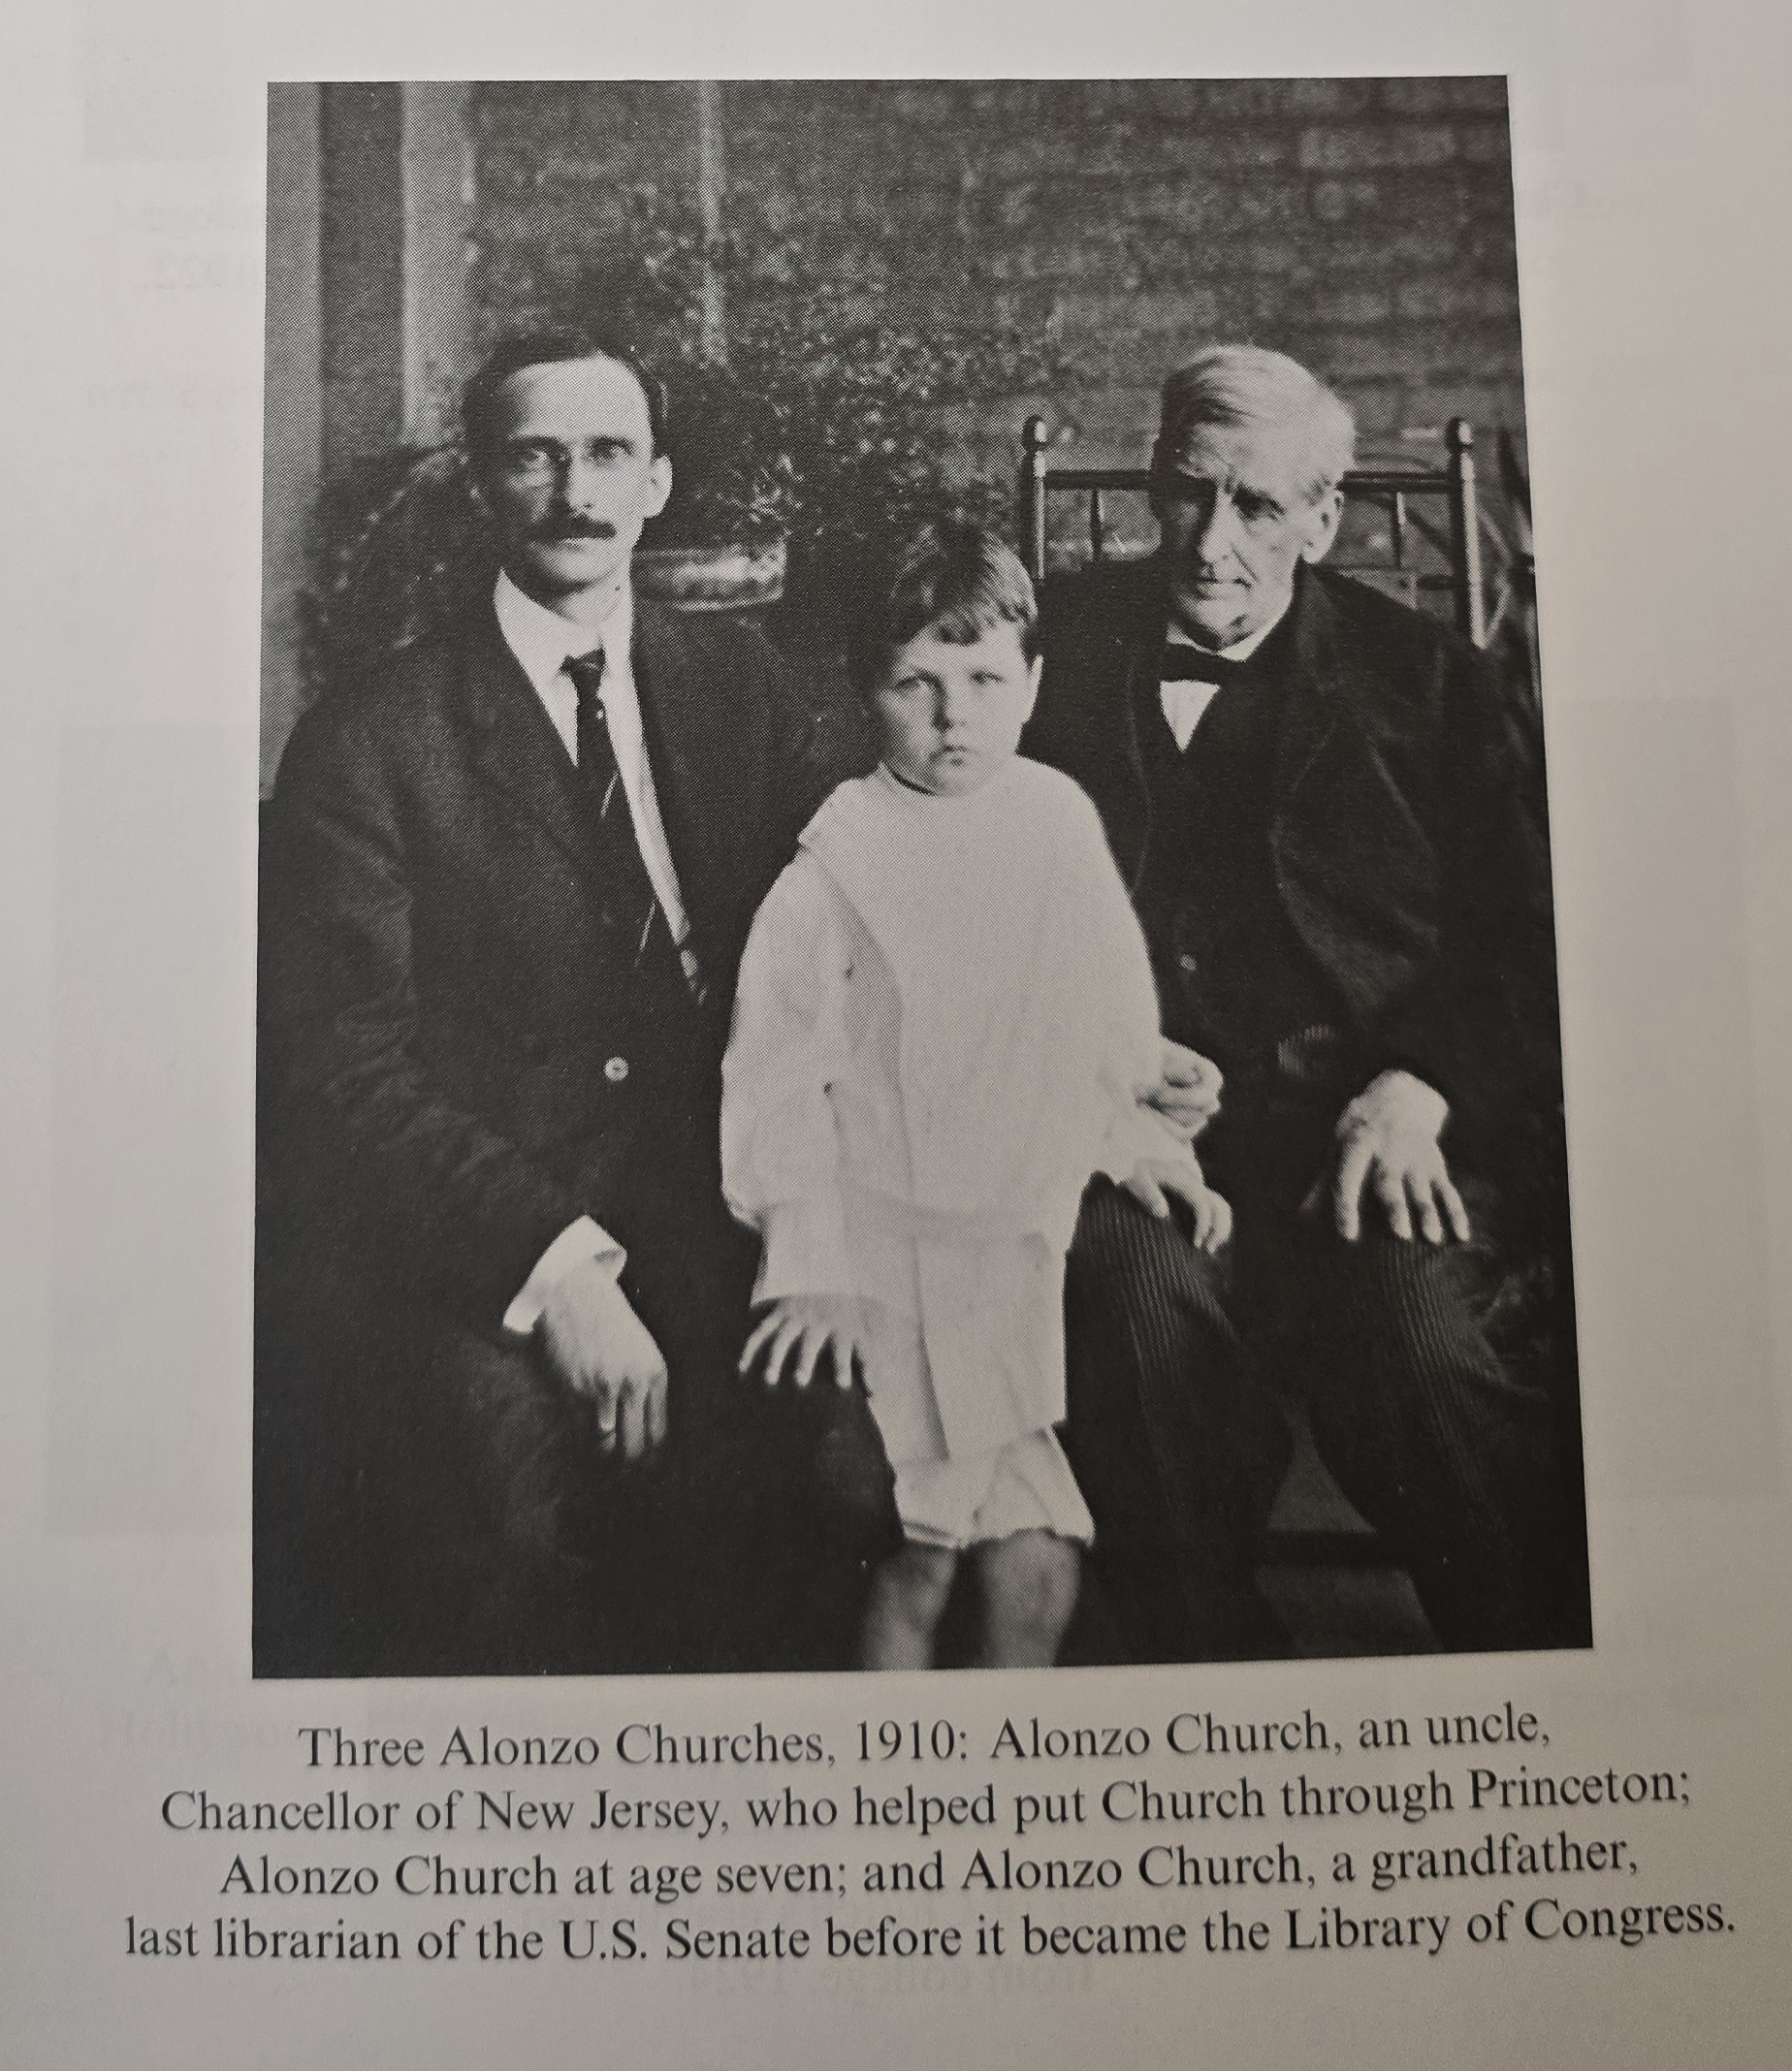 Three Alonzo Churches, 1910: Alonzo Church, an uncle,
Chancellor of New Jersey, who helped put Church through Princeton;
Alonzo Church at age seven; and Alonzo Church, a grandfather,
last librarian of the U.S. Senate before it became the Library of Congress.